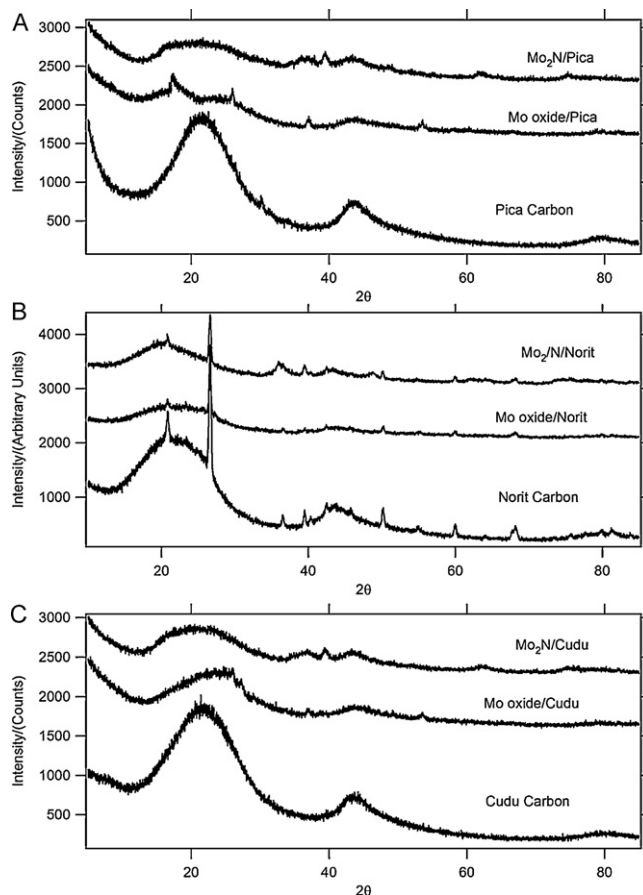 A
3000
2500
2000
1500
1000
500
Intensity/(Counts)
Mo2N/Pica
Mo oxide/Pica
Pica Carbon
20
40
60
80
2θ
B
4000
3000
2000
1000
Intensity/(Arbitrary Units)
Mo2/N/Norit
Mo oxide/Norit
Norit Carbon
20
40
60
80
2θ
C
3000
2500
2000
1500
1000
500
Intensity/(Counts)
Mo2N/Cudu
Mo oxide/Cudu
Cudu Carbon
20
40
60
80
2θ